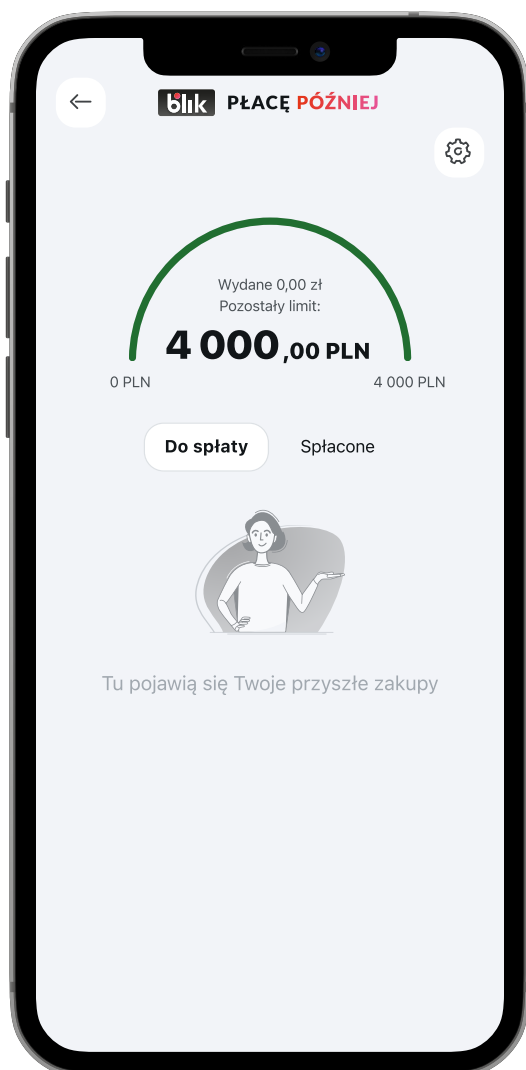 blik PŁACĘ PÓŹNIEJ
Wydane 0,00 zł
Pozostały limit:
4 000,00 PLN
0 PLN 4 000 PLN
Do spłaty Spłacone
Tu pojawią się Twoje przyszłe zakupy